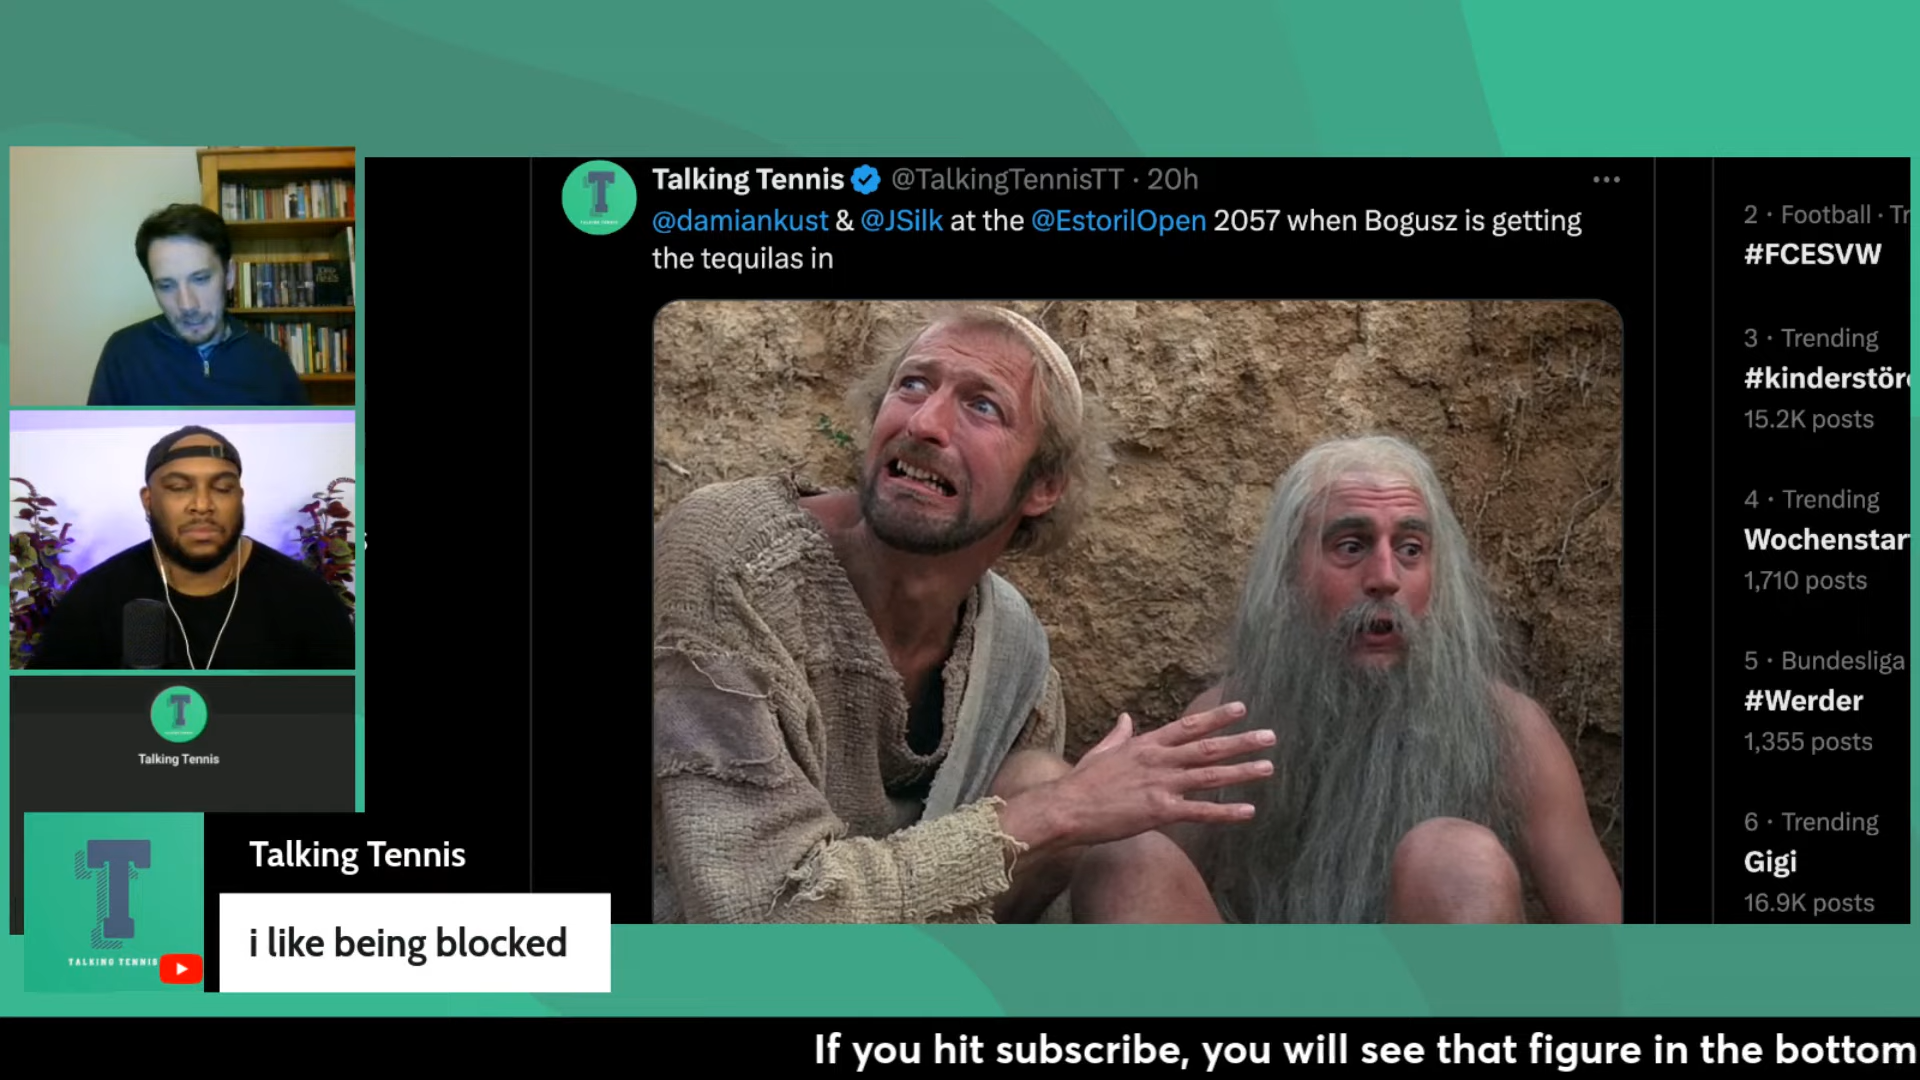 Talking Tennis @TalkingTennisTT · 20h
@damiankust & @JSilk at the @EstorilOpen 2057 when Bogusz is getting
the tequilas in
2 · Football · Tr
#FCESVW
3 · Trending
#kinderstör
15.2K posts
4 · Trending
Wochenstar
1,710 posts
5 · Bundesliga
#Werder
1,355 posts
6 · Trending
Gigi
16.9K posts
Talking Tennis
TALKING TENNIS
Talking Tennis
i like being blocked
If you hit subscribe, you will see that figure in the bottom